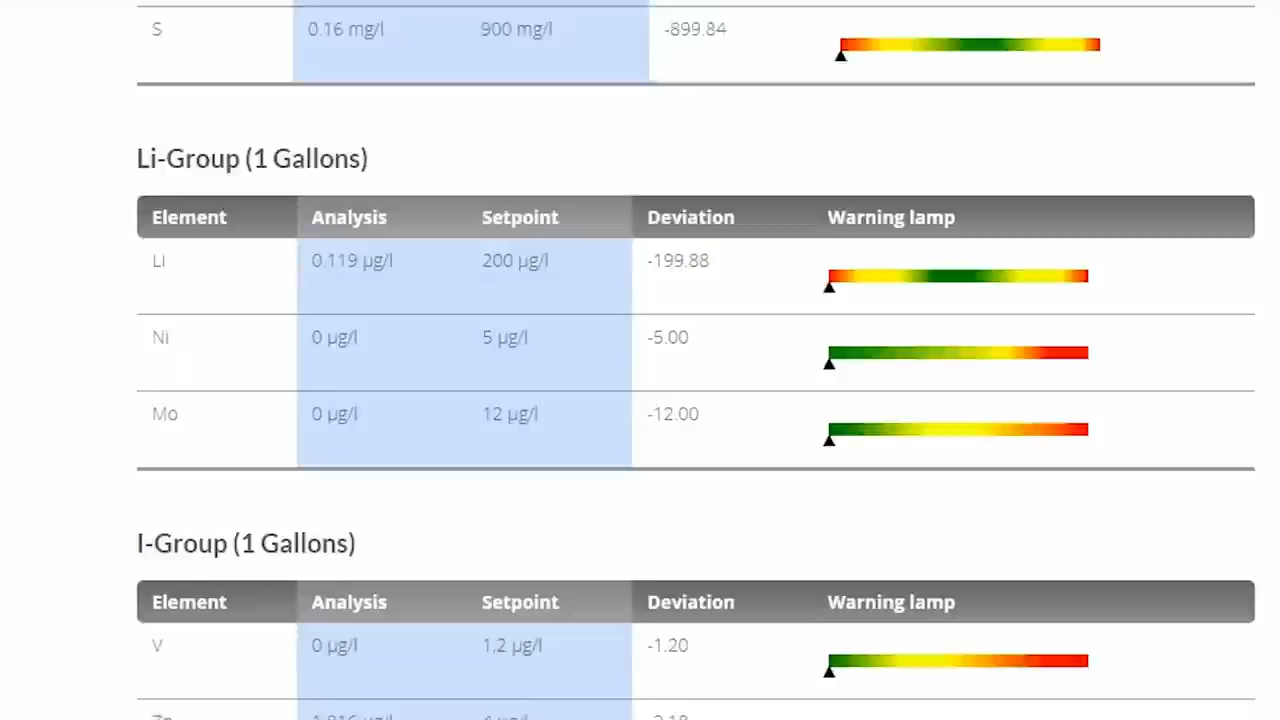 S 0.16 mg/l 900 mg/l -899.84
Li-Group (1 Gallons)
Element Analysis Setpoint Deviation Warning lamp
Li 0.119 µg/l 200 µg/l -199.88
Ni 0 µg/l 5 µg/l -5.00
Mo 0 µg/l 12 µg/l -12.00
I-Group (1 Gallons)
Element Analysis Setpoint Deviation Warning lamp
V 0 µg/l 1,2 µg/l -1.20